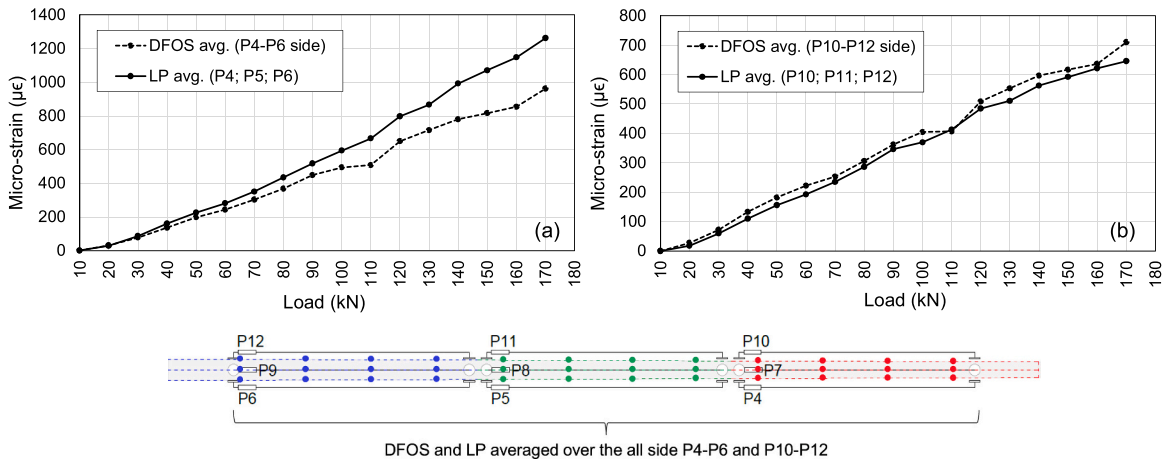 1400
1200
1000
800
600
400
200
0
Micro-strain (μϵ)
DFOS avg. (P4-P6 side)
LP avg. (P4; P5; P6)
(a)
10 20 30 40 50 60 70 80 90 100 110 120 130 140 150 160 170 180
Load (kN)
800
700
600
500
400
300
200
100
0
Micro-strain (μϵ)
DFOS avg. (P10-P12 side)
LP avg. (P10; P11; P12)
(b)
10 20 30 40 50 60 70 80 90 100 110 120 130 140 150 160 170 180
Load (kN)
P12 P11 P10
P9 P8 P7
P6 P5 P4
DFOS and LP averaged over the all side P4-P6 and P10-P12